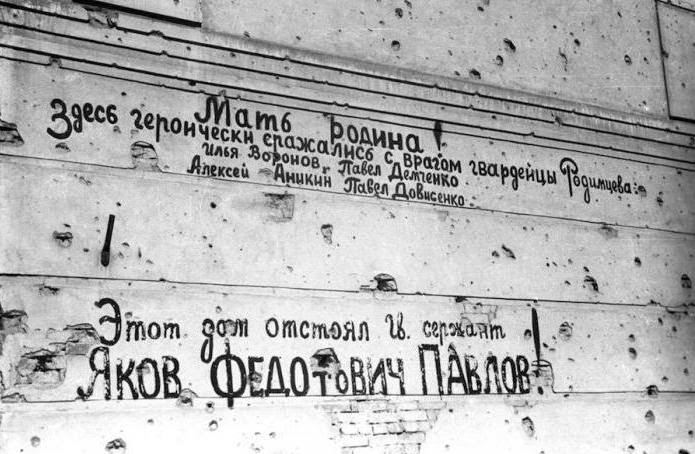 Мать Родина!
Здесь героически сражались с врагом гвардейцы Родимцева:
Илья Воронов, Павел Демченко
Алексей Аникин Павел Довисенко
Этот дом отстоял гв. сержант
Яков Федотович Павлов!